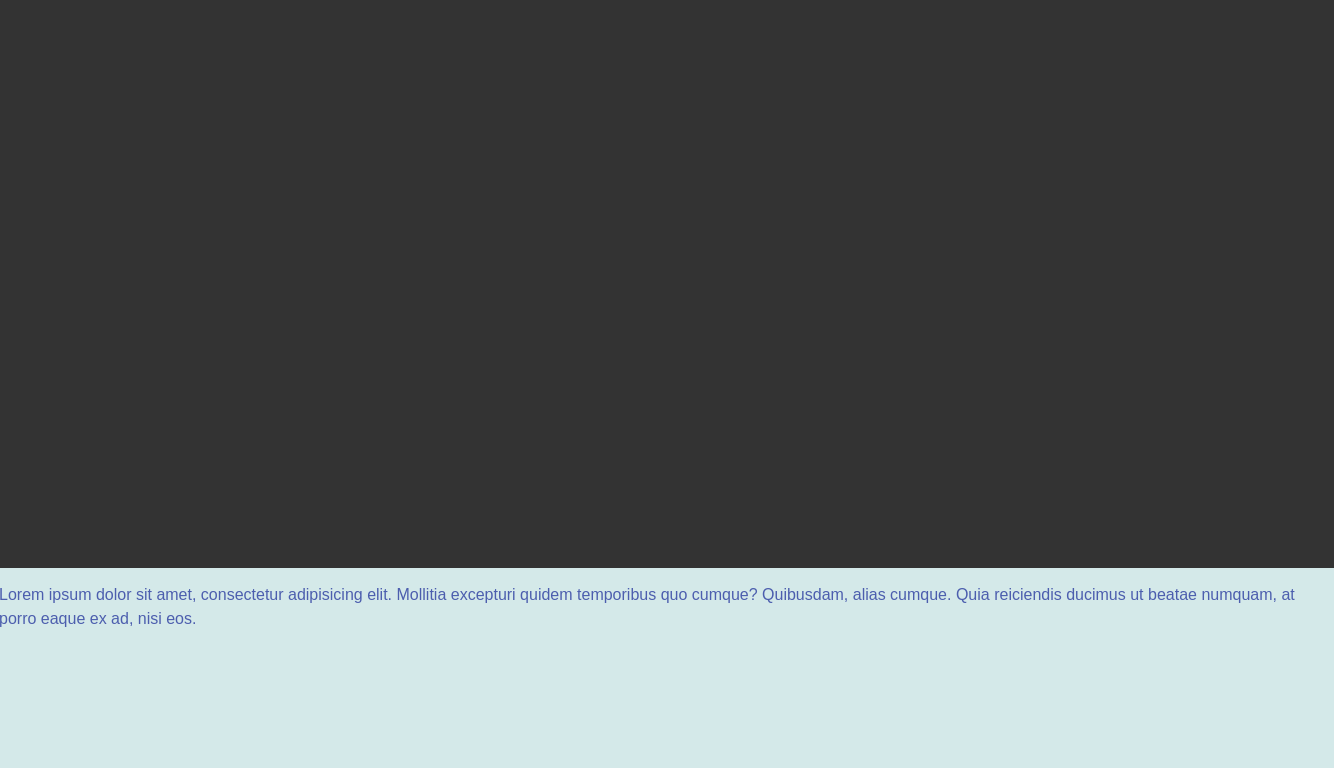 Lorem ipsum dolor sit amet, consectetur adipisicing elit. Mollitia excepturi quidem temporibus quo cumque? Quibusdam, alias cumque. Quia reiciendis ducimus ut beatae numquam, at
porro eaque ex ad, nisi eos.